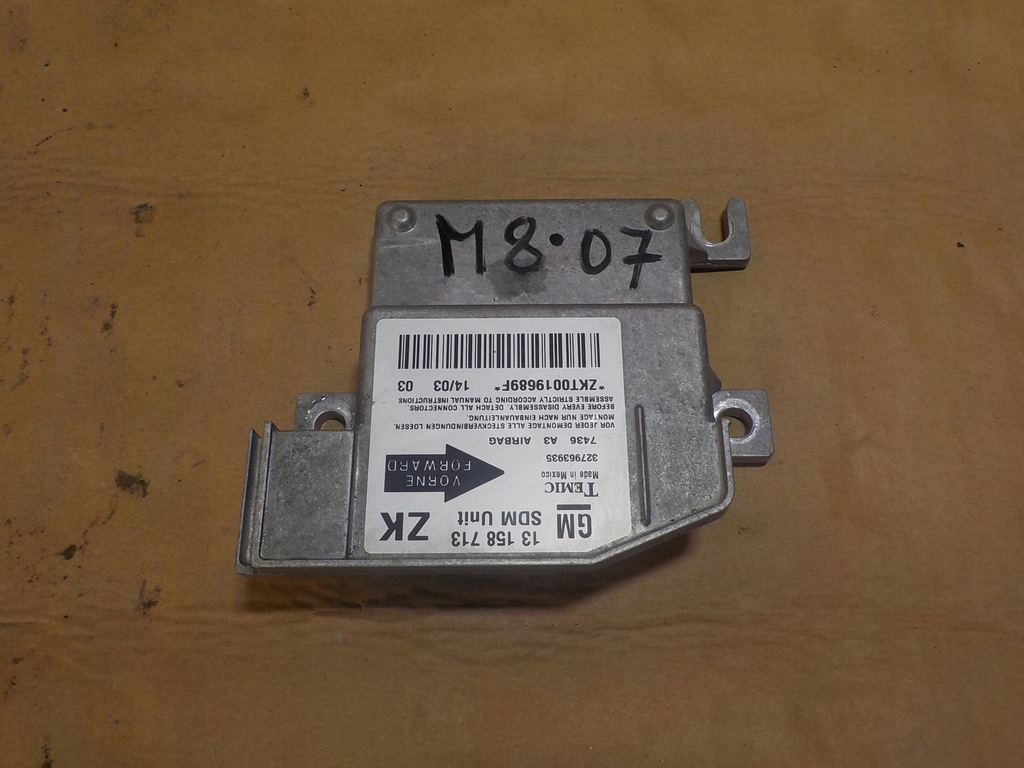 M8.07
GM 13 158 713 ZK
SDM Unit
TEMIC
Made in Mexico
VORNE
FORWARD
327963935
7436 A3 AIRBAG
VOR JEDER DEMONTAGE ALLE STECKVERBINDUNGEN LOESEN.
MONTAGE NUR NACH EINBAUANLEITUNG.
BEFORE EVERY DISASSEMBLY, DETACH ALL CONNECTORS.
ASSEMBLE STRICTLY ACCORDING TO MANUAL INSTRUCTIONS
*ZKT0019689F* 14/03 03